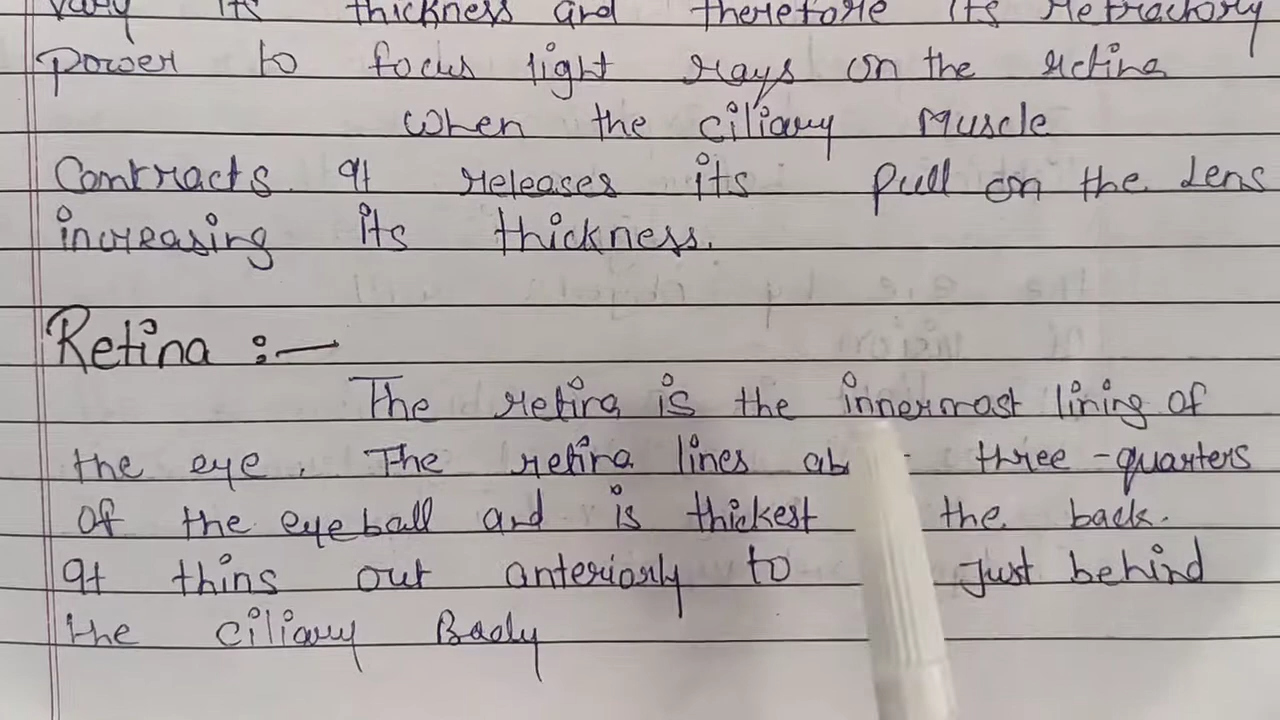 vary its thickness and therefore its refractory
power to focus light rays on the retina
When the ciliary Muscle
Contracts. It releases its pull on the Lens
increasing its thickness.
Retina :-
The retina is the innermost lining of
the eye. The retina lines ab three-quarters
of the eyeball and is thickest the back.
It thins out anteriorly to Just behind
the ciliary Body